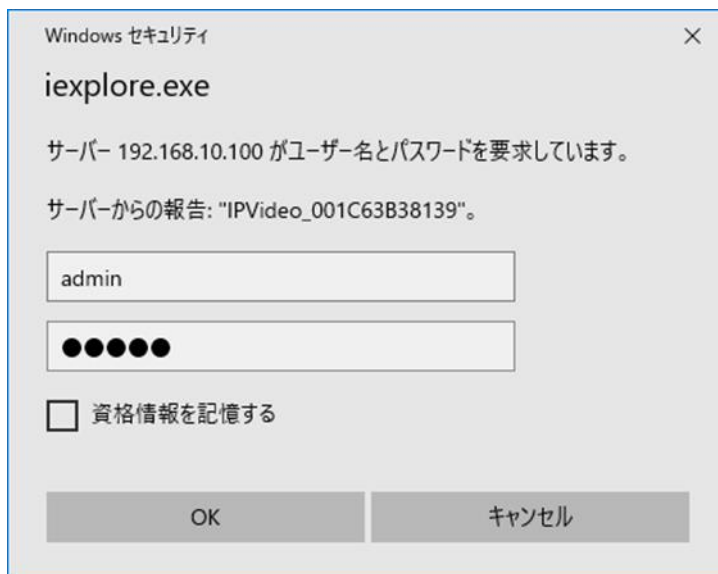 Windows セキュリティ
iexplore.exe
サーバー 192.168.10.100 がユーザー名とパスワードを要求しています。
サーバーからの報告: "IPVideo_001C63B38139"。
admin
●●●●●
資格情報を記憶する
OK
キャンセル